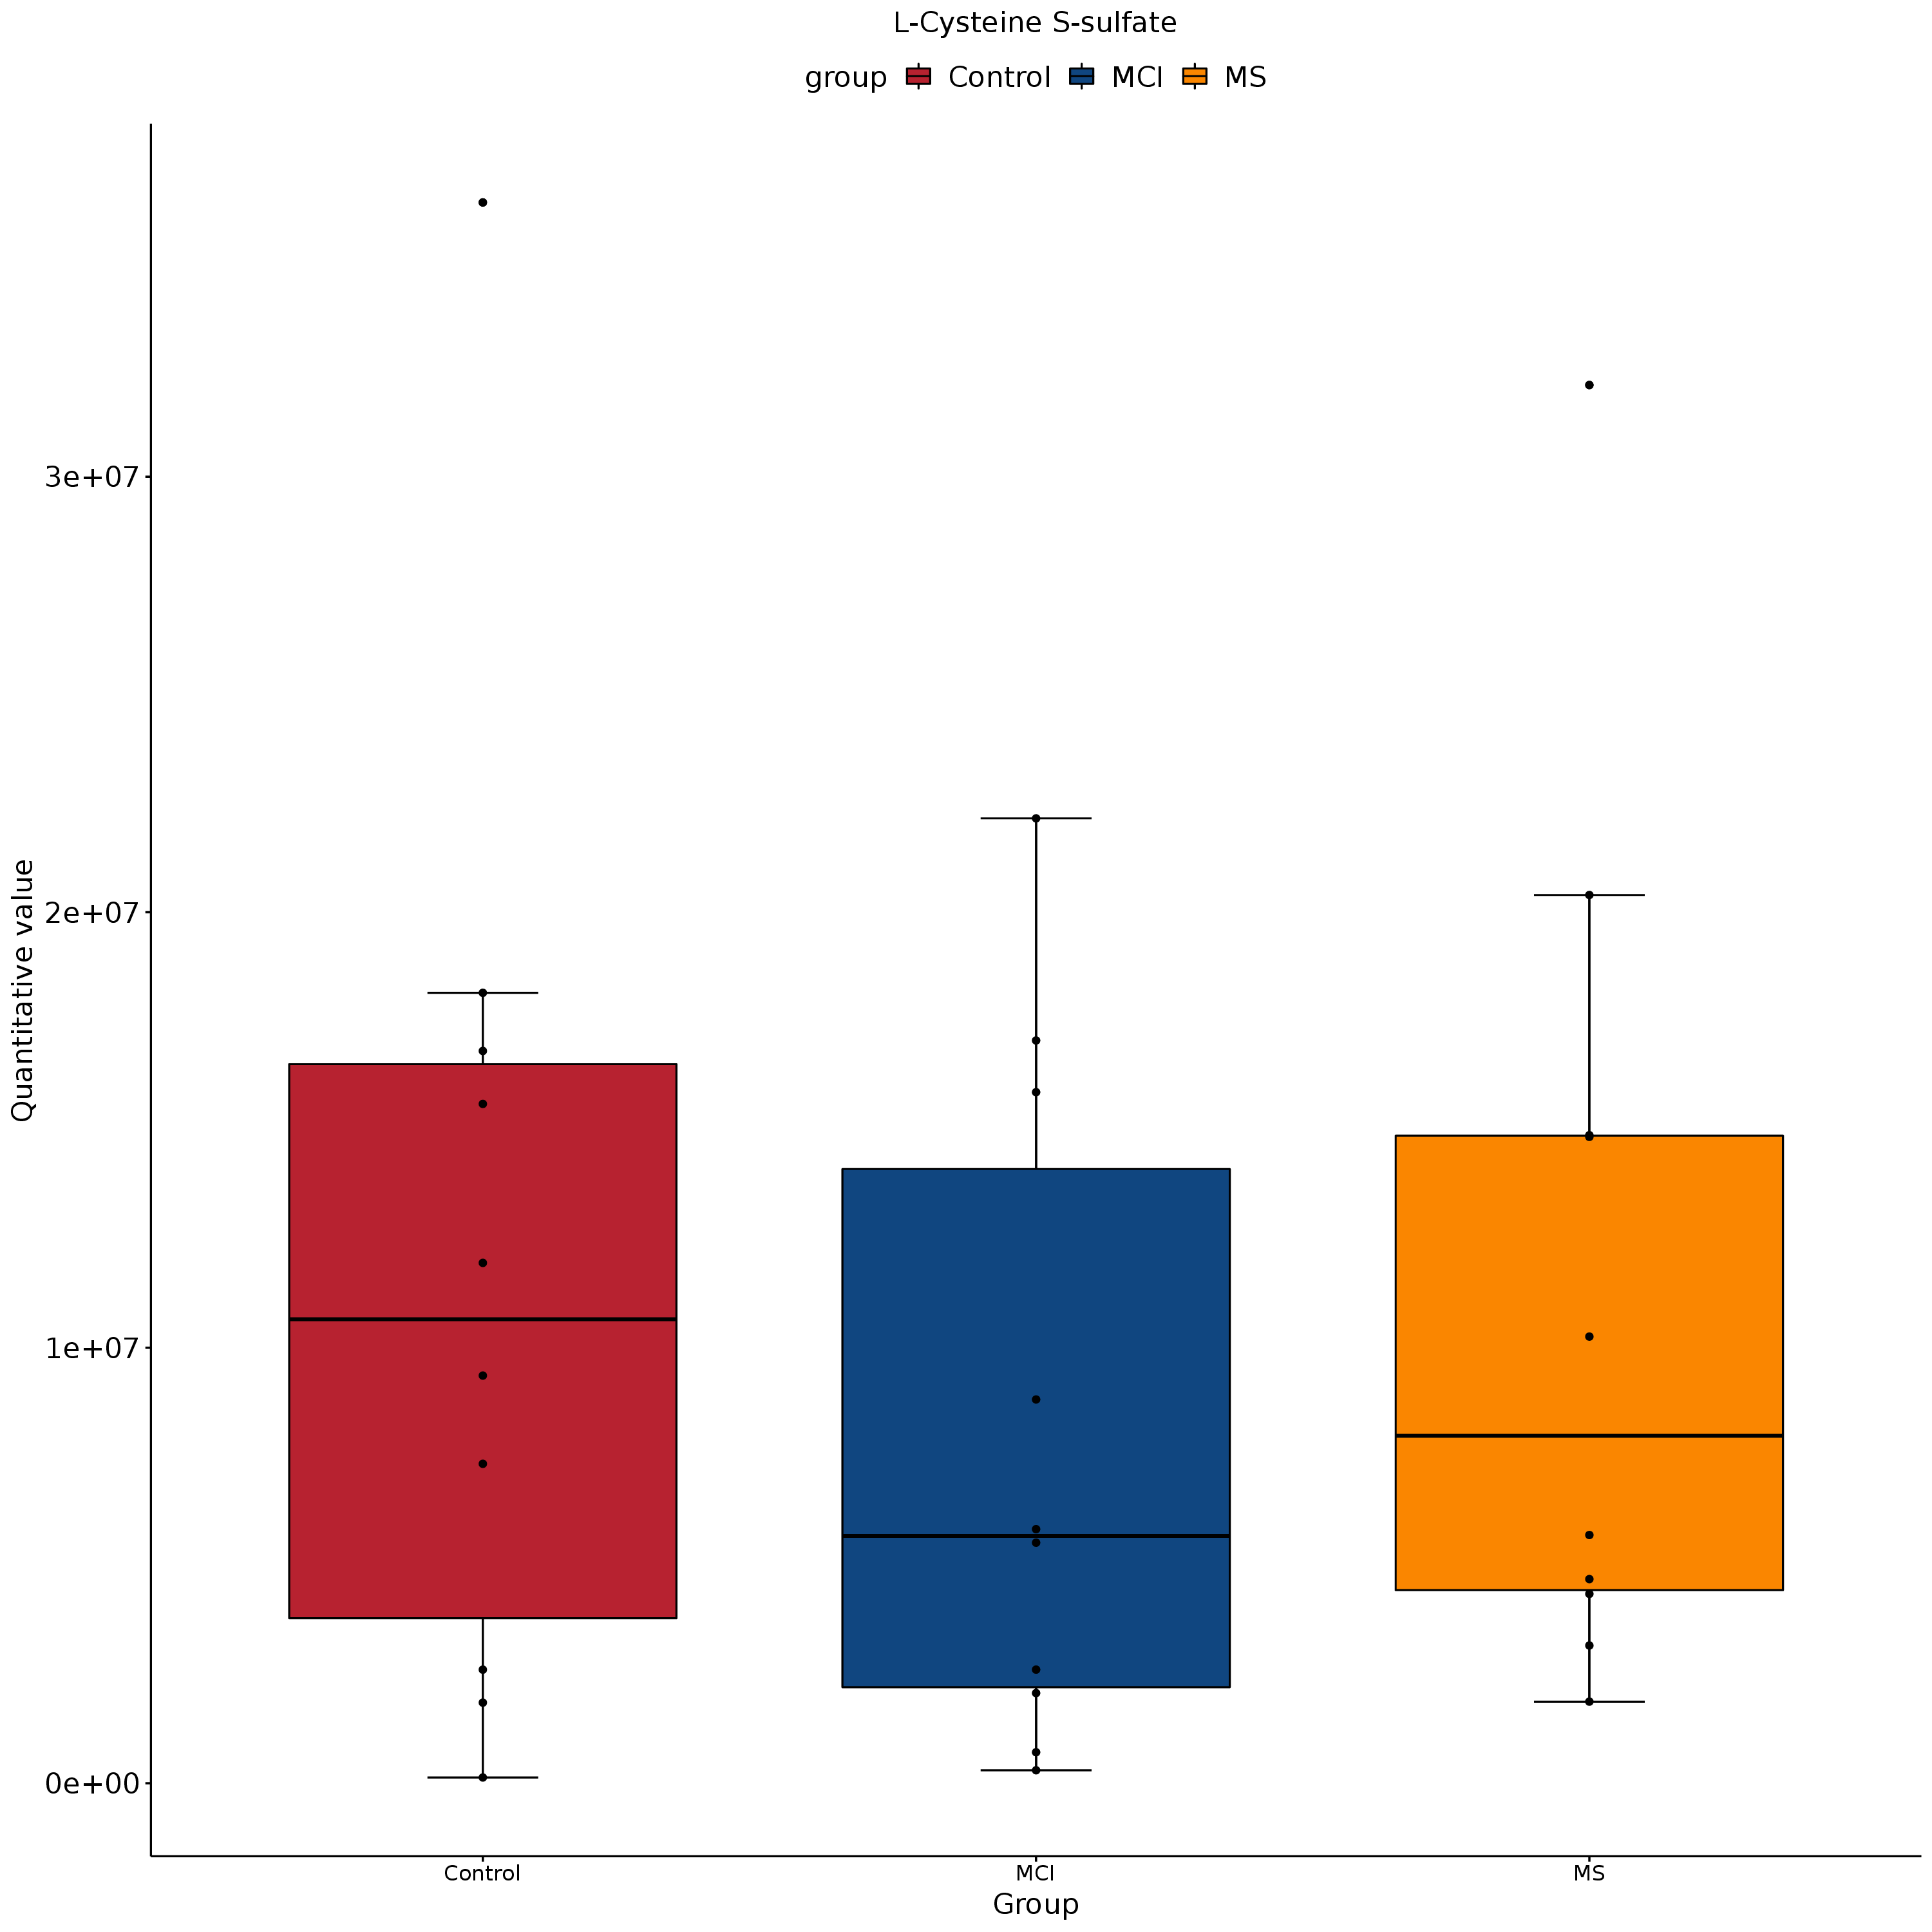 L-Cysteine S-sulfate
group Control MCI MS
Quantitative value
3e+07
2e+07
1e+07
0e+00
Control MCI MS
Group